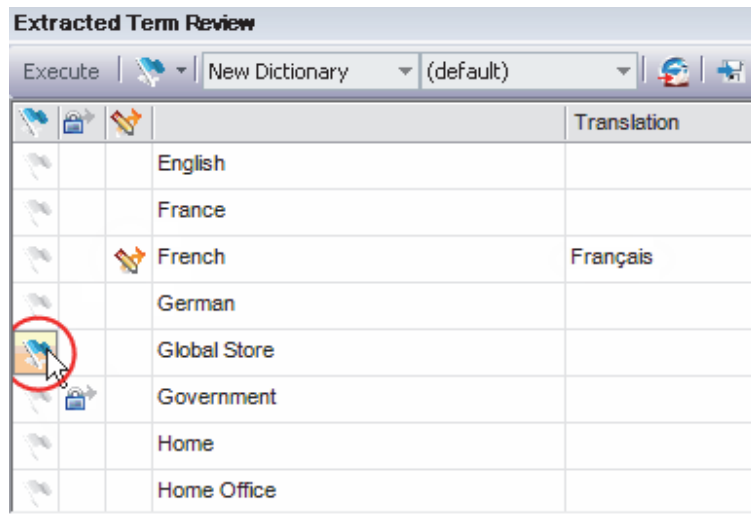 Extracted Term Review
Execute New Dictionary (default)
Translation
English
France
French Français
German
Global Store
Government
Home
Home Office